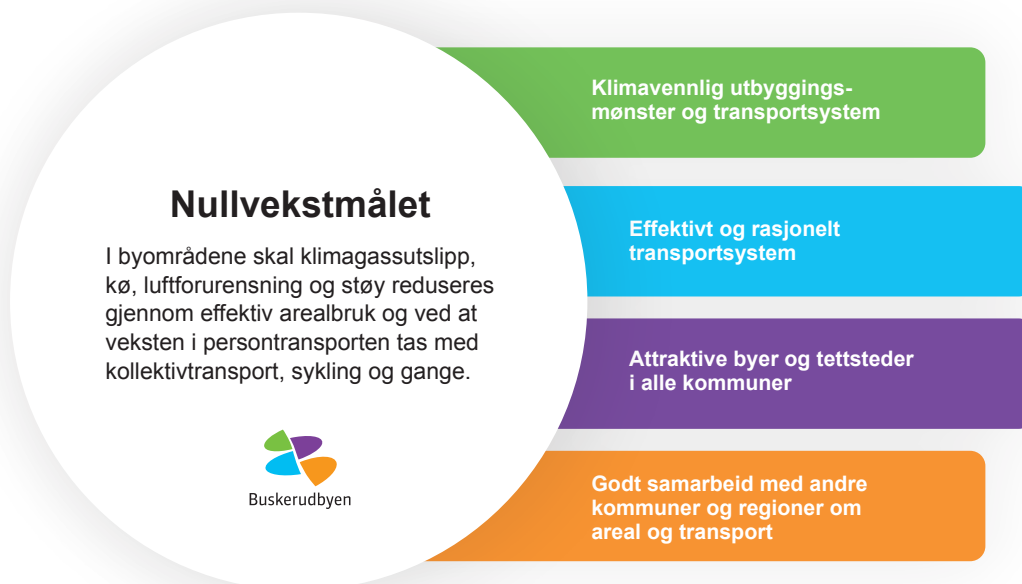 Nullvekstmålet
I byområdene skal klimagassutslipp,
kø, luftforurensning og støy reduseres
gjennom effektiv arealbruk og ved at
veksten i persontransporten tas med
kollektivtransport, sykling og gange.
Buskerudbyen
Klimavennlig utbyggings-
mønster og transportsystem
Effektivt og rasjonelt
transportsystem
Attraktive byer og tettsteder
i alle kommuner
Godt samarbeid med andre
kommuner og regioner om
areal og transport